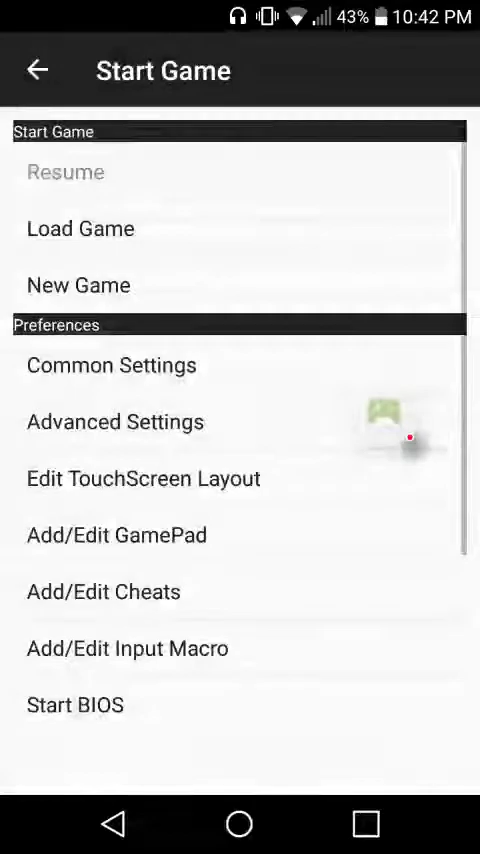 43% 10:42 PM
Start Game
Start Game
Resume
Load Game
New Game
Preferences
Common Settings
Advanced Settings
Edit TouchScreen Layout
Add/Edit GamePad
Add/Edit Cheats
Add/Edit Input Macro
Start BIOS